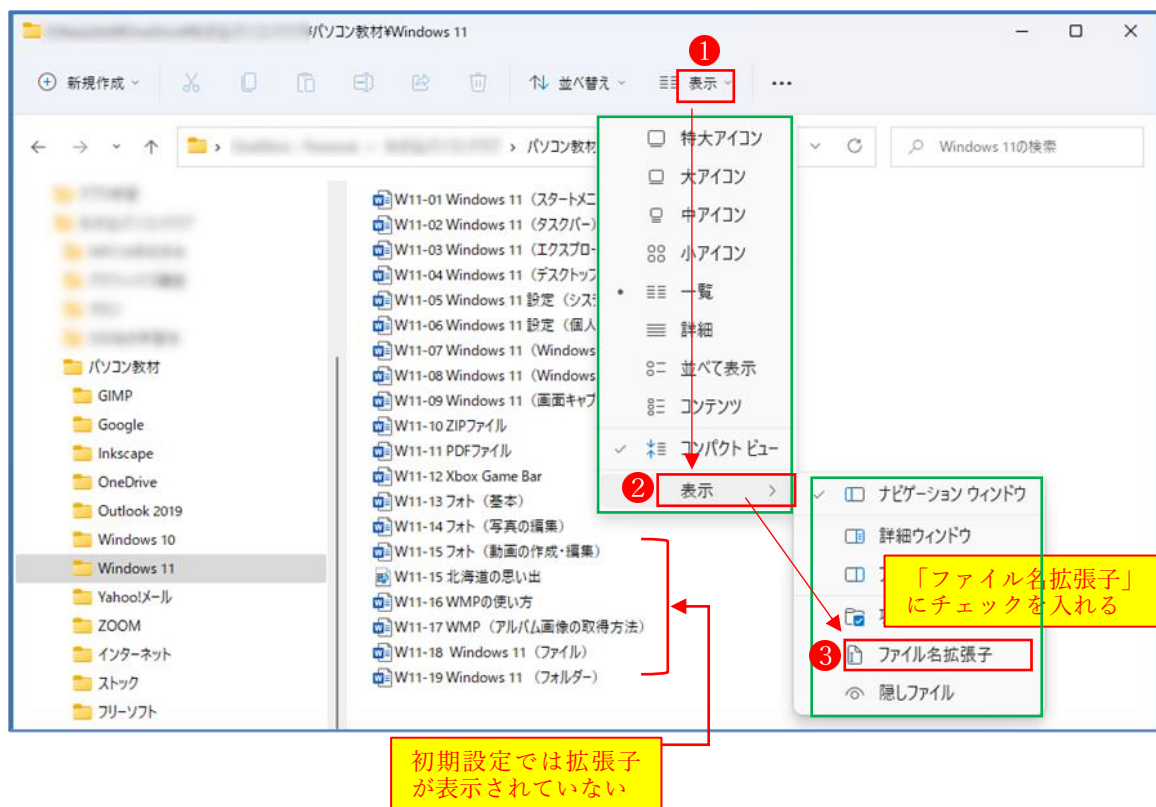 ¥パソコン教材¥Windows 11
❶
新規作成
並べ替え
表示
パソコン教材
Windows 11の検索
特大アイコン
大アイコン
中アイコン
小アイコン
一覧
詳細
並べて表示
コンテンツ
コンパクト ビュー
❷ 表示
ナビゲーション ウィンドウ
詳細ウィンドウ
「ファイル名拡張子」
にチェックを入れる
❸ ファイル名拡張子
隠しファイル
パソコン教材
GIMP
Google
Inkscape
OneDrive
Outlook 2019
Windows 10
Windows 11
Yahoo!メール
ZOOM
インターネット
ストック
フリーソフト
W11-01 Windows 11（スタートメニ
W11-02 Windows 11（タスクバー）
W11-03 Windows 11（エクスプロー
W11-04 Windows 11（デスクトップ
W11-05 Windows 11 設定（シス
W11-06 Windows 11 設定（個人
W11-07 Windows 11（Windows
W11-08 Windows 11（Windows
W11-09 Windows 11（画面キャプ
W11-10 ZIPファイル
W11-11 PDFファイル
W11-12 Xbox Game Bar
W11-13 フォト（基本）
W11-14 フォト（写真の編集）
W11-15 フォト（動画の作成・編集）
W11-15 北海道の思い出
W11-16 WMPの使い方
W11-17 WMP（アルバム画像の取得方法）
W11-18 Windows 11（ファイル）
W11-19 Windows 11（フォルダー）
初期設定では拡張子
が表示されていない